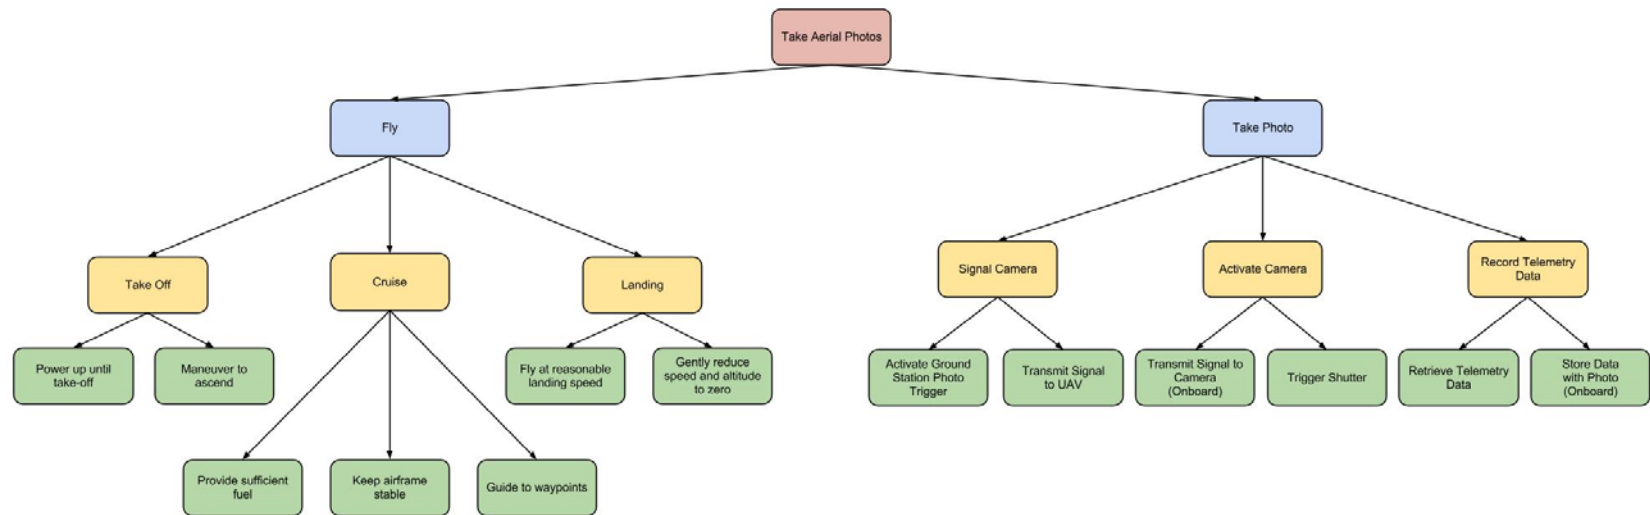 Take Aerial Photos
Fly
Take Photo
Take Off
Cruise
Landing
Signal Camera
Activate Camera
Record Telemetry
Data
Power up until
take-off
Maneuver to
ascend
Fly at reasonable
landing speed
Gently reduce
speed and altitude
to zero
Activate Ground
Station Photo
Trigger
Transmit Signal
to UAV
Transmit Signal to
Camera
(Onboard)
Trigger Shutter
Retrieve Telemetry
Data
Store Data
with Photo
(Onboard)
Provide sufficient
fuel
Keep airframe
stable
Guide to waypoints